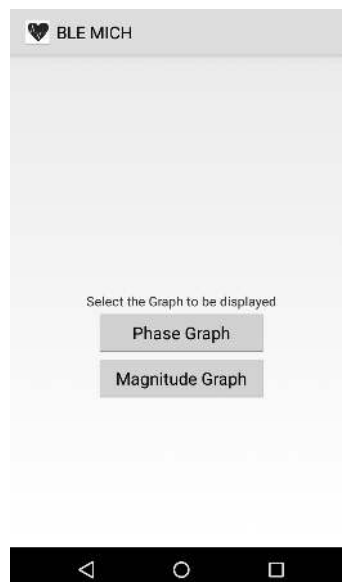 BLE MICH
Select the Graph to be displayed
Phase Graph
Magnitude Graph